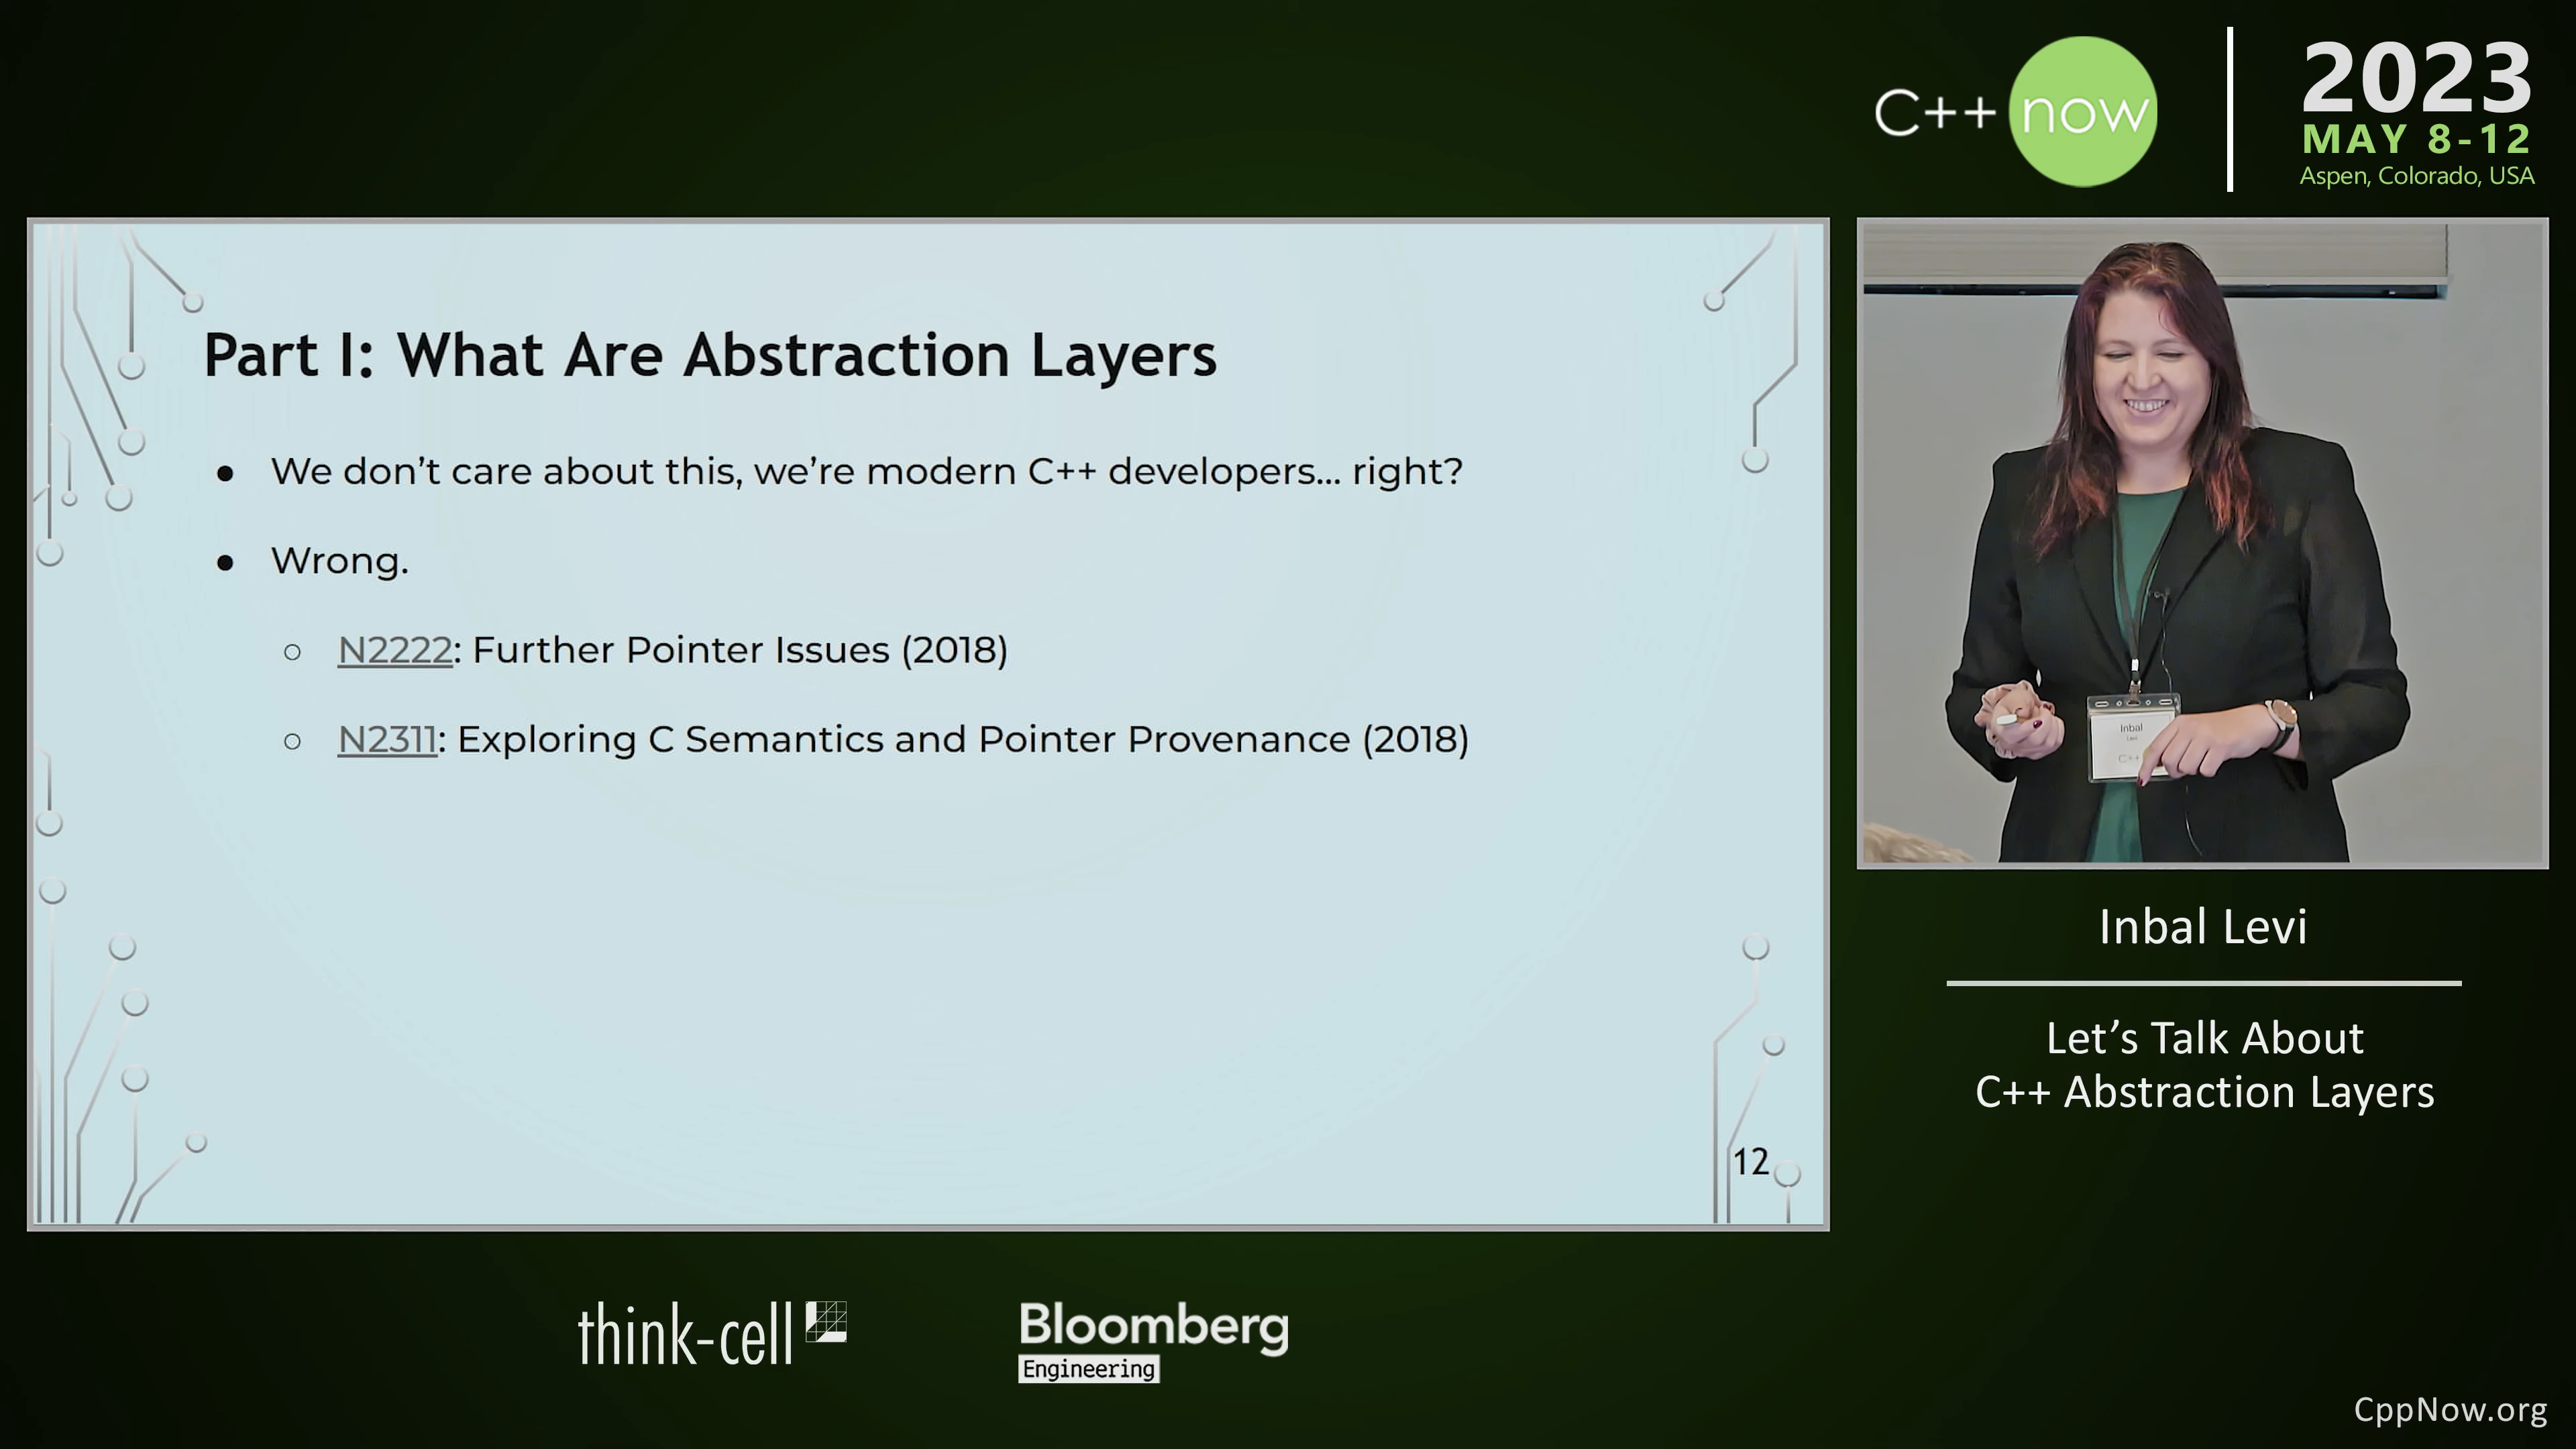 C++ now
2023
MAY 8-12
Aspen, Colorado, USA
Part I: What Are Abstraction Layers
● We don’t care about this, we’re modern C++ developers... right?
● Wrong.
○ N2222: Further Pointer Issues (2018)
○ N2311: Exploring C Semantics and Pointer Provenance (2018)
12
Inbal
Levi
C++
Inbal Levi
Let’s Talk About
C++ Abstraction Layers
think-cell
Bloomberg
Engineering
CppNow.org